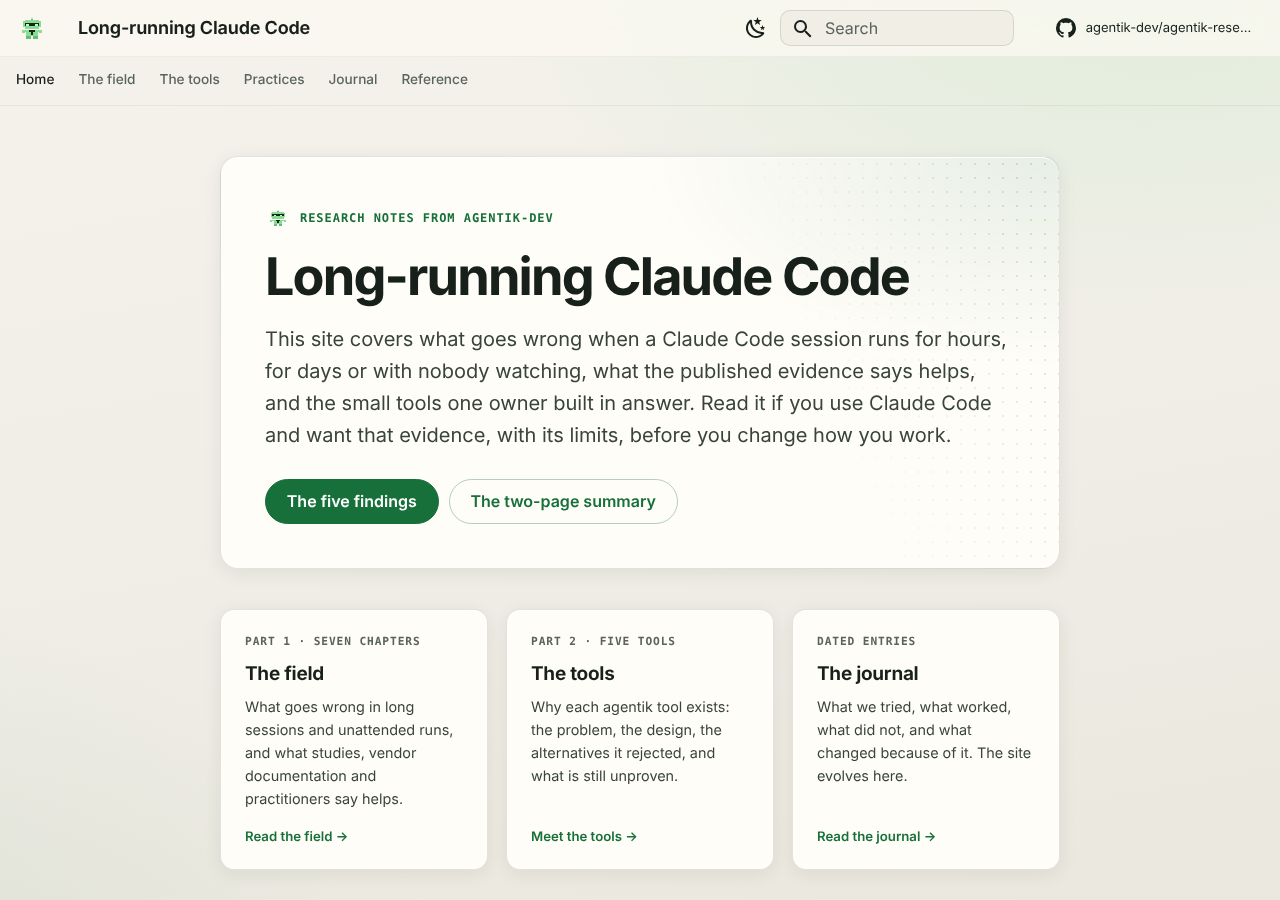 Long-running Claude Code
Search
agentik-dev/agentik-rese...
Home
The field
The tools
Practices
Journal
Reference
RESEARCH NOTES FROM AGENTIK-DEV
Long-running Claude Code
This site covers what goes wrong when a Claude Code session runs for hours,
for days or with nobody watching, what the published evidence says helps,
and the small tools one owner built in answer. Read it if you use Claude Code
and want that evidence, with its limits, before you change how you work.
The five findings
The two-page summary
PART 1 · SEVEN CHAPTERS
The field
What goes wrong in long
sessions and unattended runs,
and what studies, vendor
documentation and
practitioners say helps.
Read the field →
PART 2 · FIVE TOOLS
The tools
Why each agentik tool exists:
the problem, the design, the
alternatives it rejected, and
what is still unproven.
Meet the tools →
DATED ENTRIES
The journal
What we tried, what worked,
what did not, and what
changed because of it. The site
evolves here.
Read the journal →